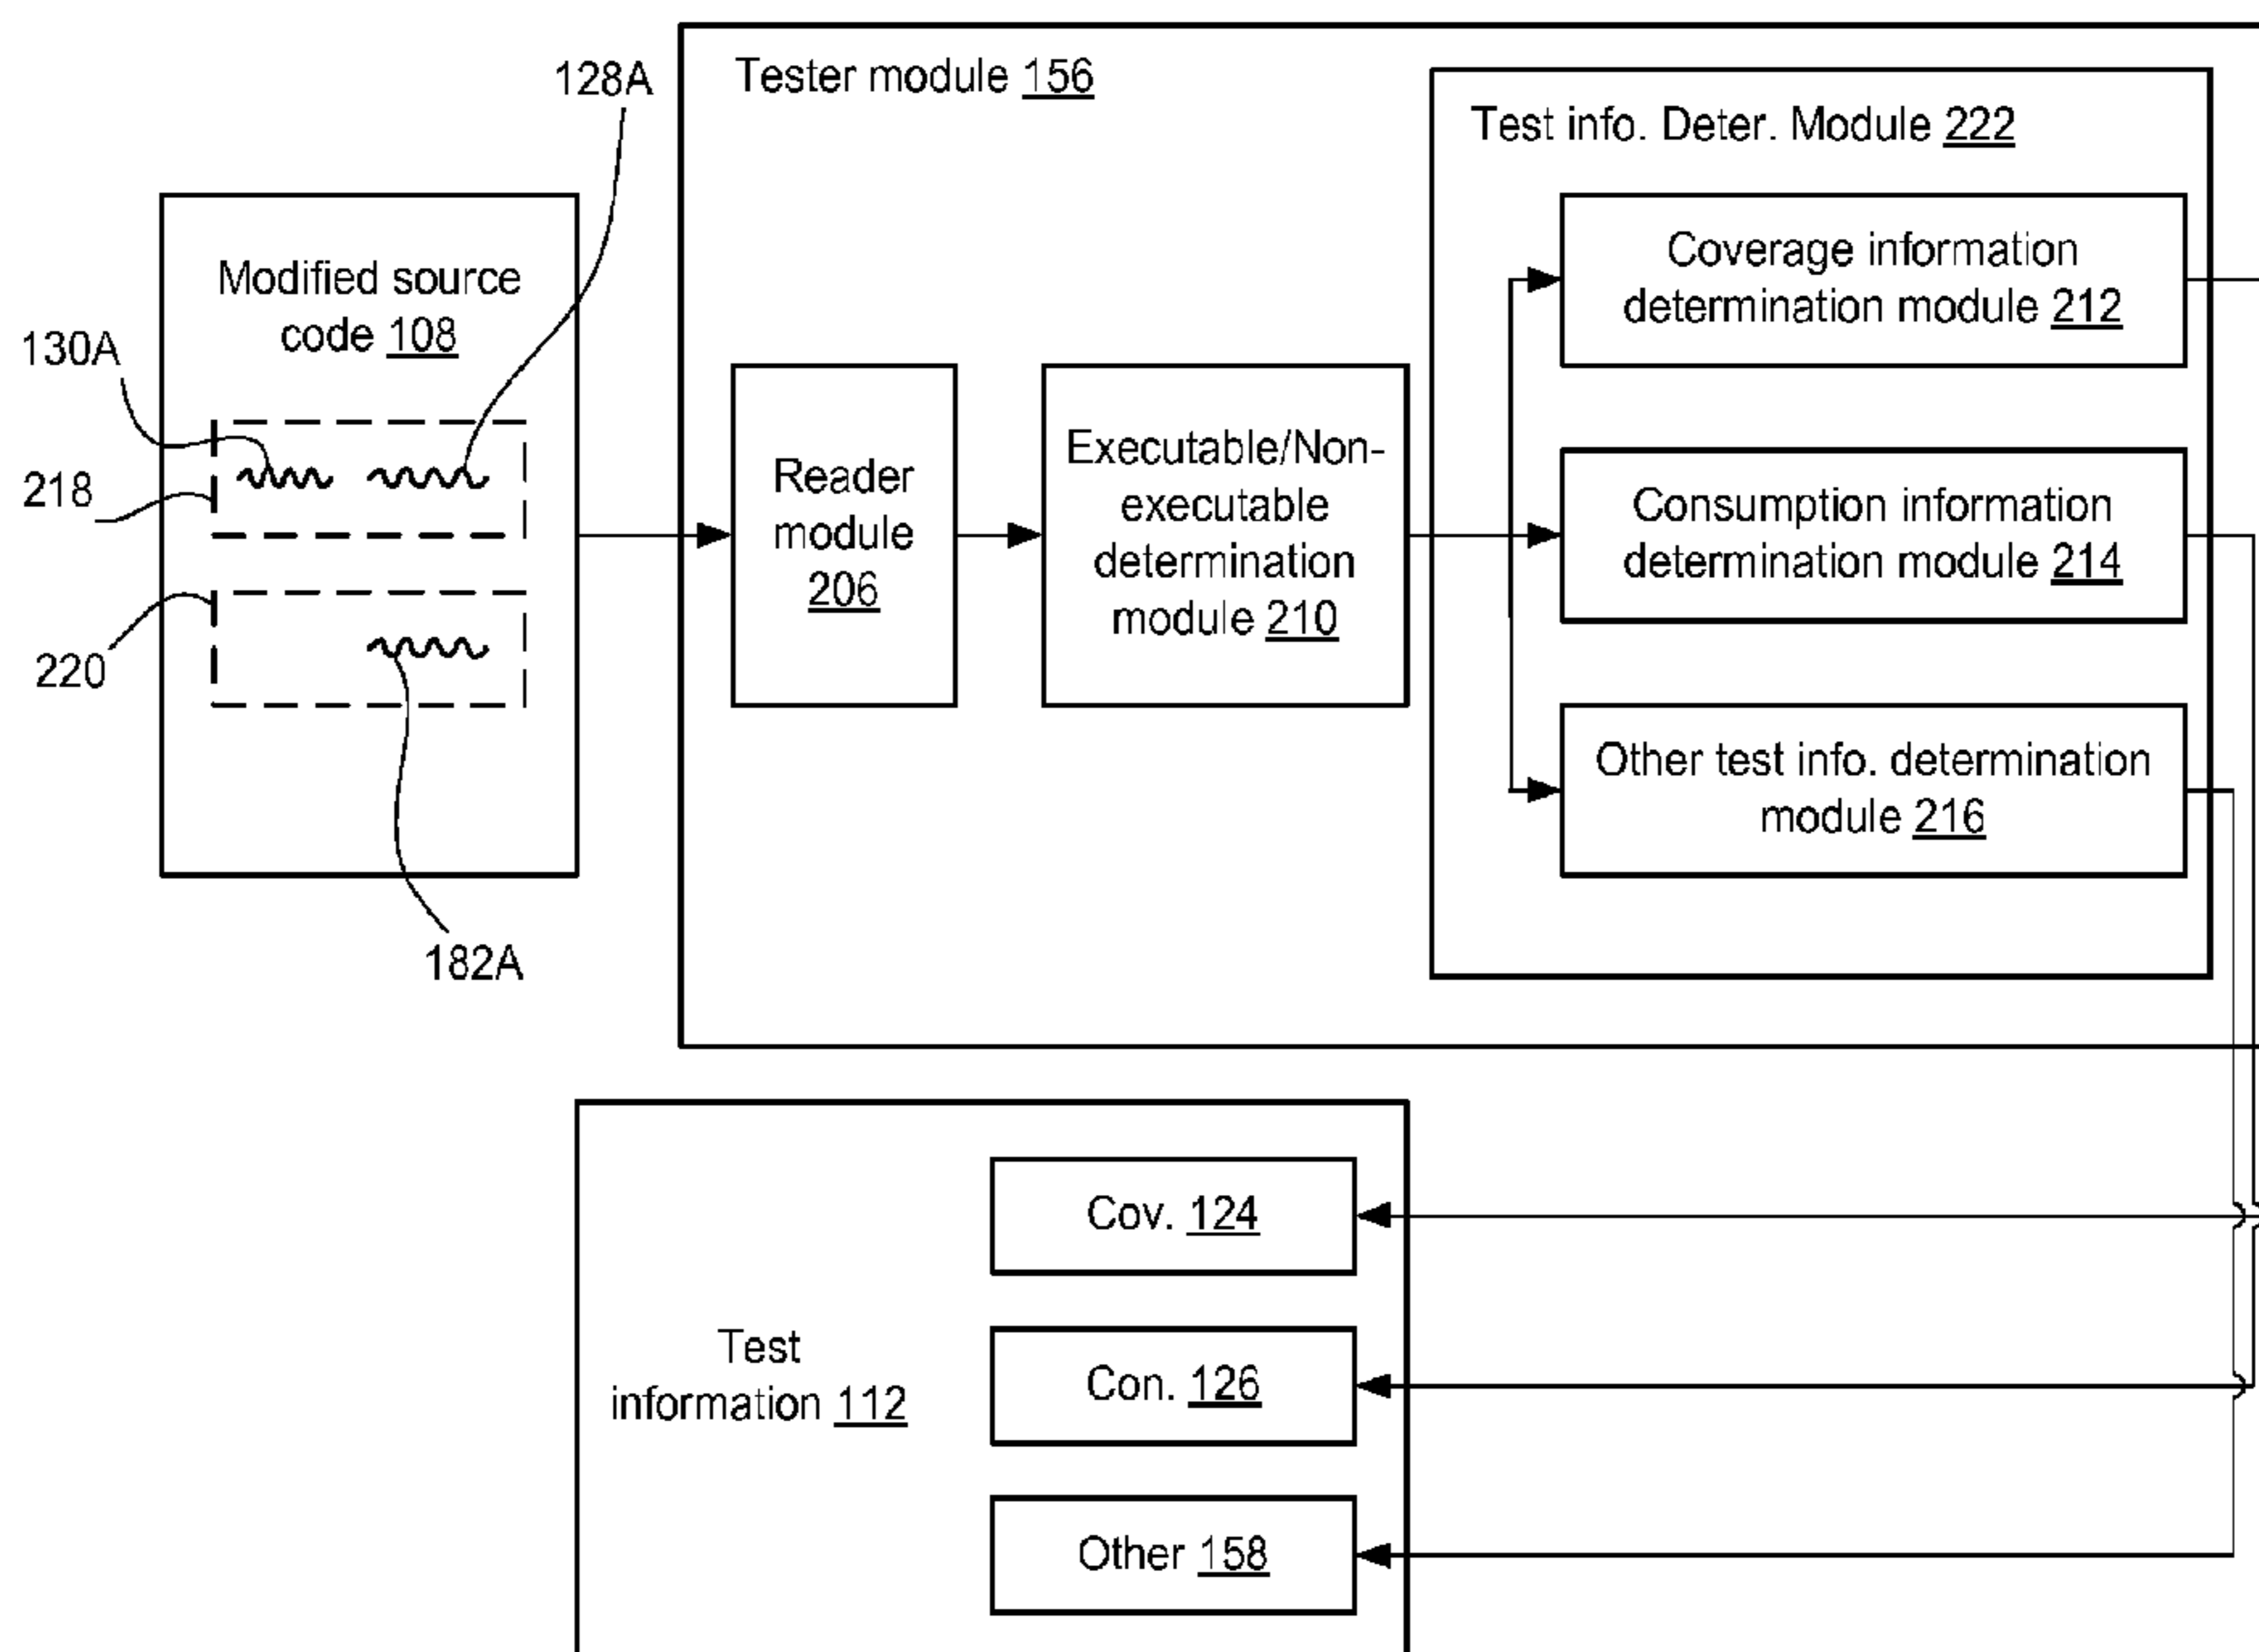 128A
Tester module 156
Test info. Deter. Module 222
Modified source
code 108
130A
218
220
182A
Reader
module
206
Executable/Non-
executable
determination
module 210
Coverage information
determination module 212
Consumption information
determination module 214
Other test info. determination
module 216
Test
information 112
Cov. 124
Con. 126
Other 158